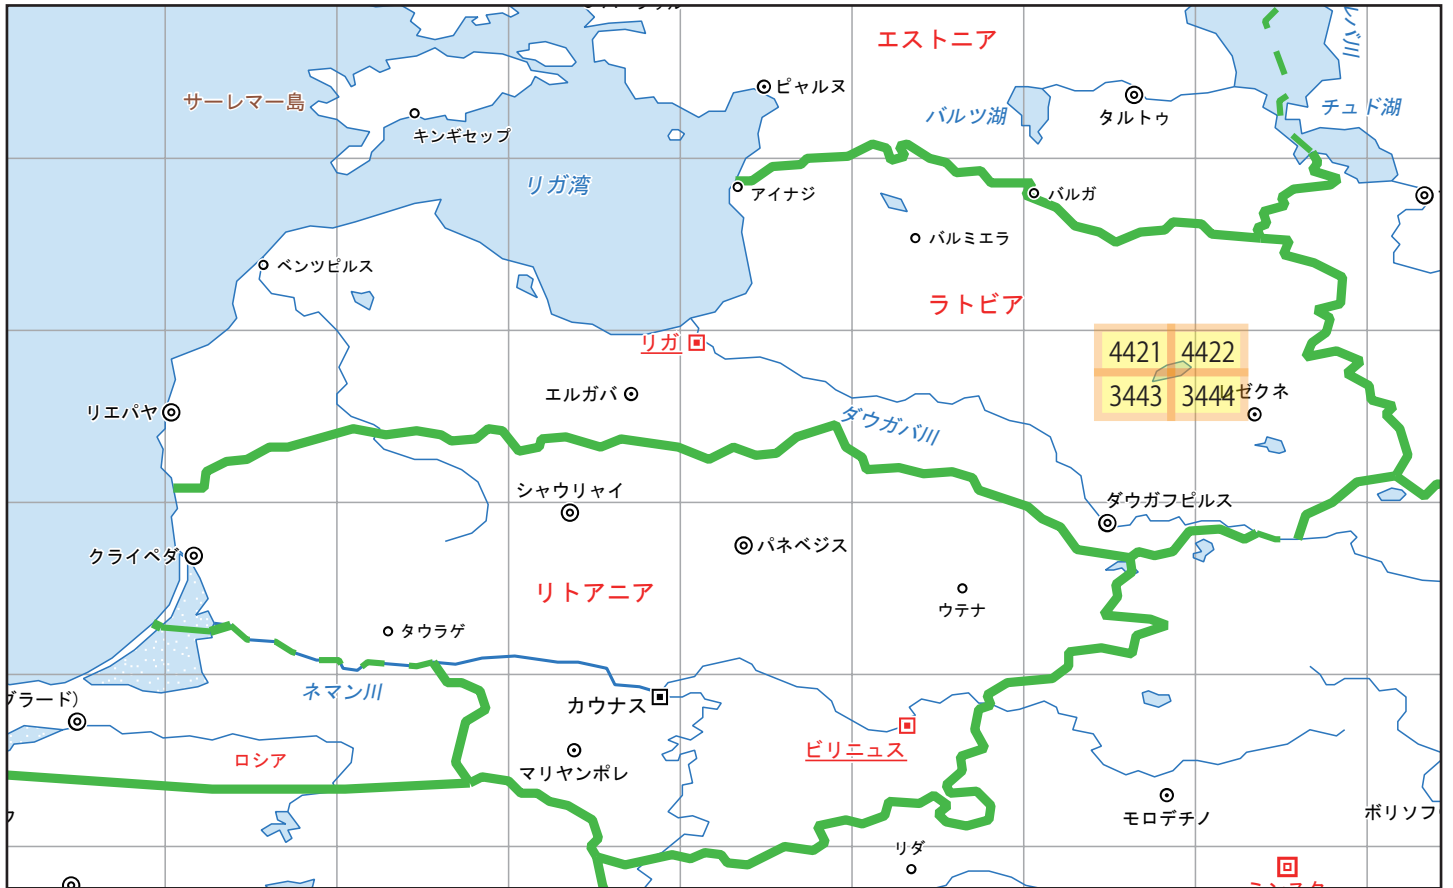 エストニア
サーレマー島
ピャルヌ
キンギセップ
バルツ湖
タルトゥ
チュド湖
リガ湾
アイナジ
バルガ
バルミエラ
ベンツピルス
ラトビア
リガ
4421
4422
3443
3444
エルガバ
リエパヤ
ダウガバ川
ゼクネ
シャウリャイ
ダウガフピルス
クライペダ
パネベジス
リトアニア
ウテナ
タウラゲ
ネマン川
グラード)
カウナス
ロシア
ビリニュス
マリヤンポレ
モロデチノ
ボリソフ
リダ